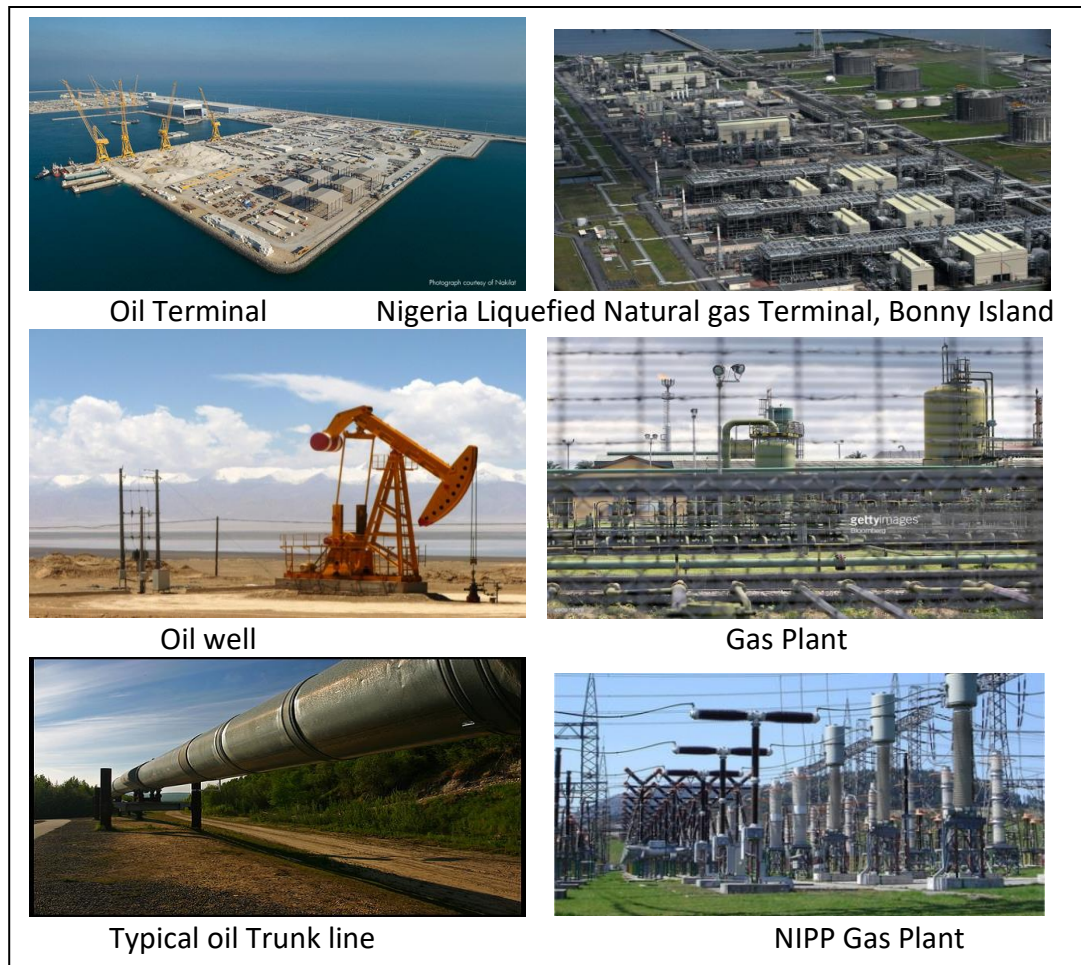 Photograph courtesy of Nakilat
Oil Terminal
Nigeria Liquefied Natural gas Terminal, Bonny Island
gettyimages®
Bloomberg
Oil well
Gas Plant
Typical oil Trunk line
NIPP Gas Plant